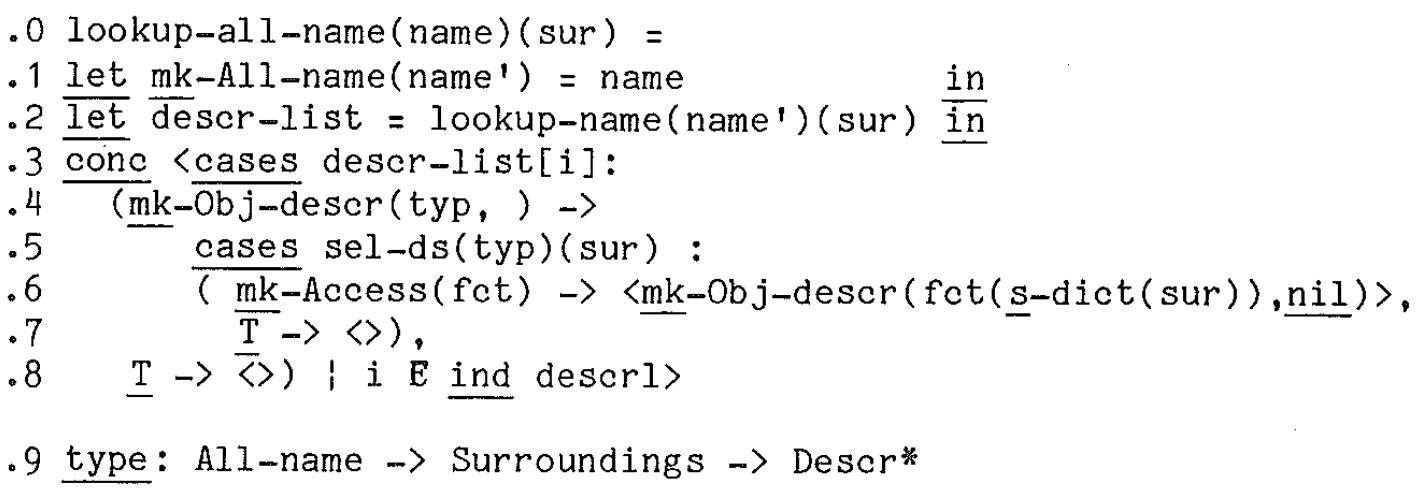 .0 lookup-all-name(name)(sur) =
.1 let mk-All-name(name') = name in
.2 let descr-list = lookup-name(name')(sur) in
.3 conc <cases descr-list[i]:
.4 (mk-Obj-descr(typ, ) ->
.5 cases sel-ds(typ)(sur) :
.6 ( mk-Access(fct) -> <mk-Obj-descr(fct(s-dict(sur)),nil)>,
.7 T -> <>),
.8 T -> <>) | i E ind descrl>
.9 type: All-name -> Surroundings -> Descr*